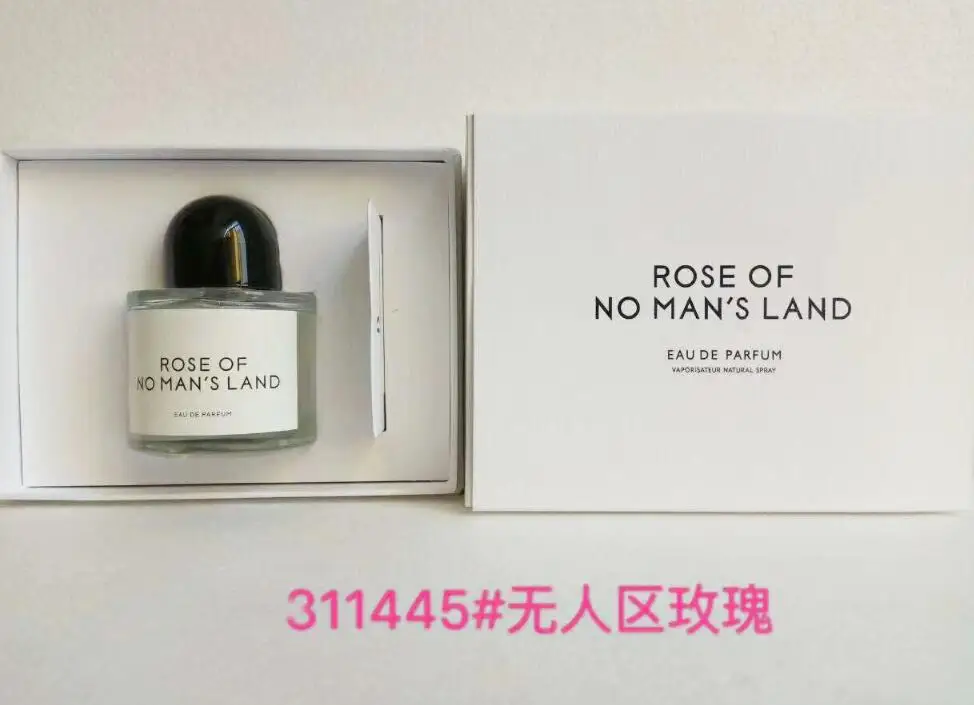 ROSE OF
NO MAN'S LAND
EAU DE PARFUM
ROSE OF
NO MAN'S LAND
EAU DE PARFUM
VAPORISATEUR NATURAL SPRAY
311445#无人区玫瑰